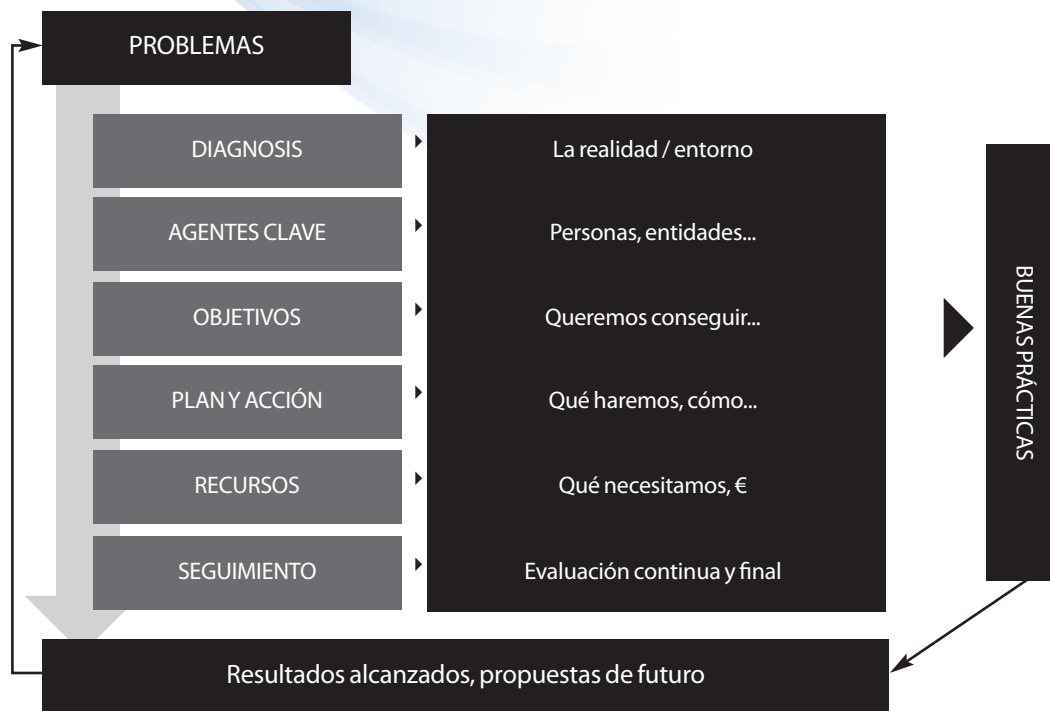 PROBLEMAS
DIAGNOSIS
La realidad / entorno
AGENTES CLAVE
Personas, entidades...
OBJETIVOS
Queremos conseguir...
PLAN Y ACCIÓN
Qué haremos, cómo...
RECURSOS
Qué necesitamos, €
SEGUIMIENTO
Evaluación continua y final
BUENAS PRÁCTICAS
Resultados alcanzados, propuestas de futuro